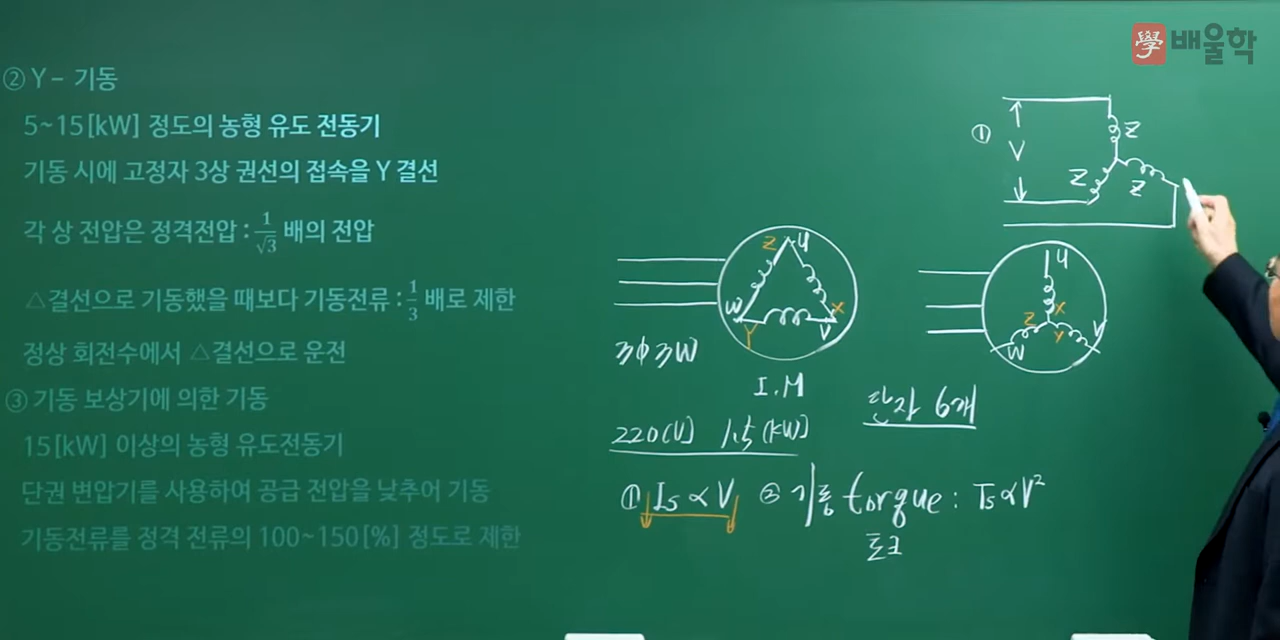 學 배울학
② Y – 기동
5~15[kW] 정도의 농형 유도 전동기
기동 시에 고정자 3상 권선의 접속을 Y 결선
각 상 전압은 정격전압 : 1/√3 배의 전압
△결선으로 기동했을 때보다 기동전류 : 1/3 배로 제한
정상 회전수에서 △결선으로 운전
③ 기동 보상기에 의한 기동
15[kW] 이상의 농형 유도전동기
단권 변압기를 사용하여 공급 전압을 낮추어 기동
기동전류를 정격 전류의 100~150[%] 정도로 제한
① V Z Z Z
Z U W Y V X
U X Z Y W V
3φ3W
I.M
단자 6개
220(V)
① Is ∝ V ② 기동 torque : Ts ∝ V²
토크